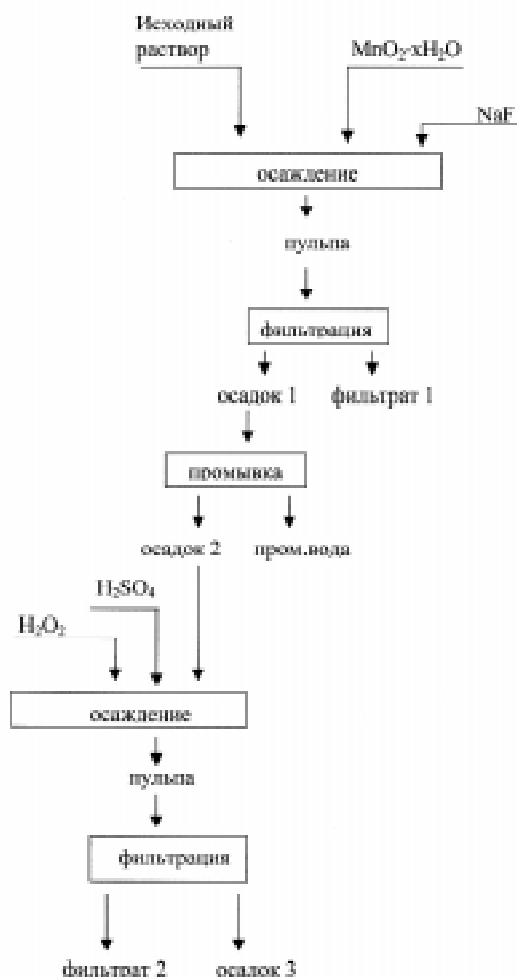 Исходный
раствор
MnO₂·xH₂O
NaF
осаждение
пульпа
фильтрация
осадок 1 фильтрат 1
промывка
осадок 2 пром.вода
H₂SO₄
H₂O₂
осаждение
пульпа
фильтрация
фильтрат 2 осадок 3